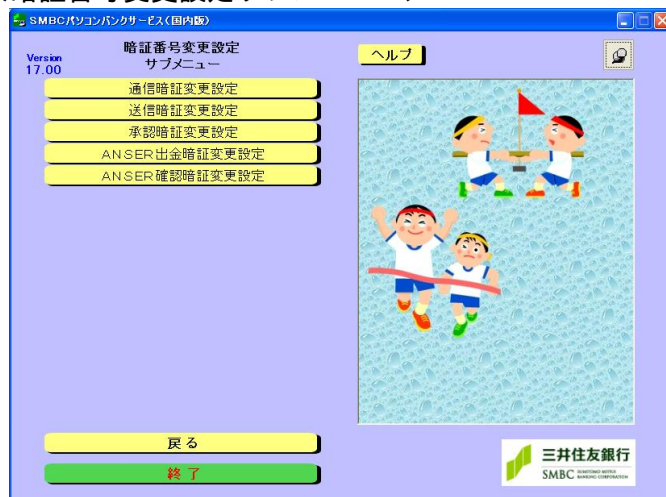 SMBCパソコンバンクサービス(国内版)
Version
17.00
暗証番号変更設定
サブメニュー
ヘルプ
通信暗証変更設定
送信暗証変更設定
承認暗証変更設定
ANSER出金暗証変更設定
ANSER確認暗証変更設定
戻る
終了
三井住友銀行
SMBC
SUMITOMO MITSUI
BANKING CORPORATION